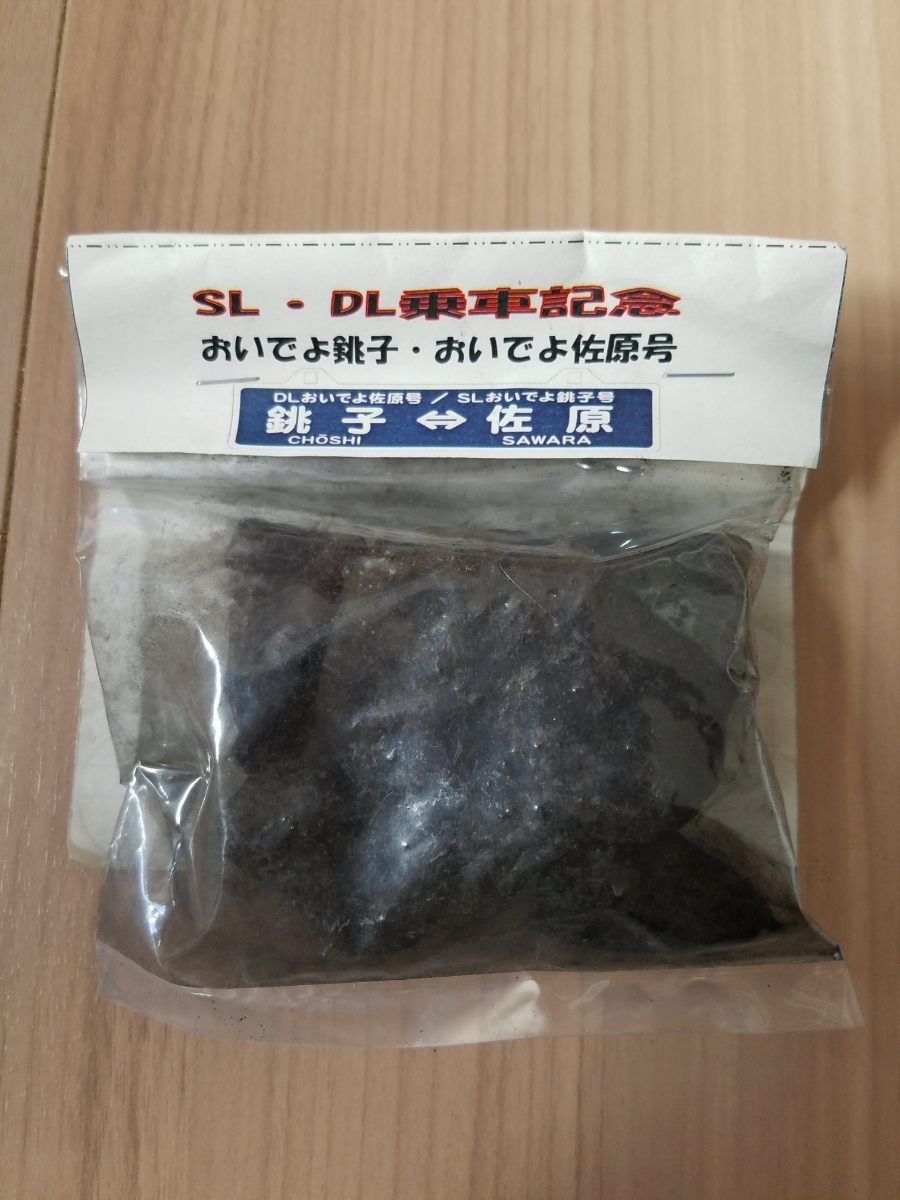 SL・DL乗車記念
おいでよ銚子・おいでよ佐原号
DLおいでよ佐原号 / SLおいでよ銚子号
銚子 ⇔ 佐原
CHŌSHI SAWARA